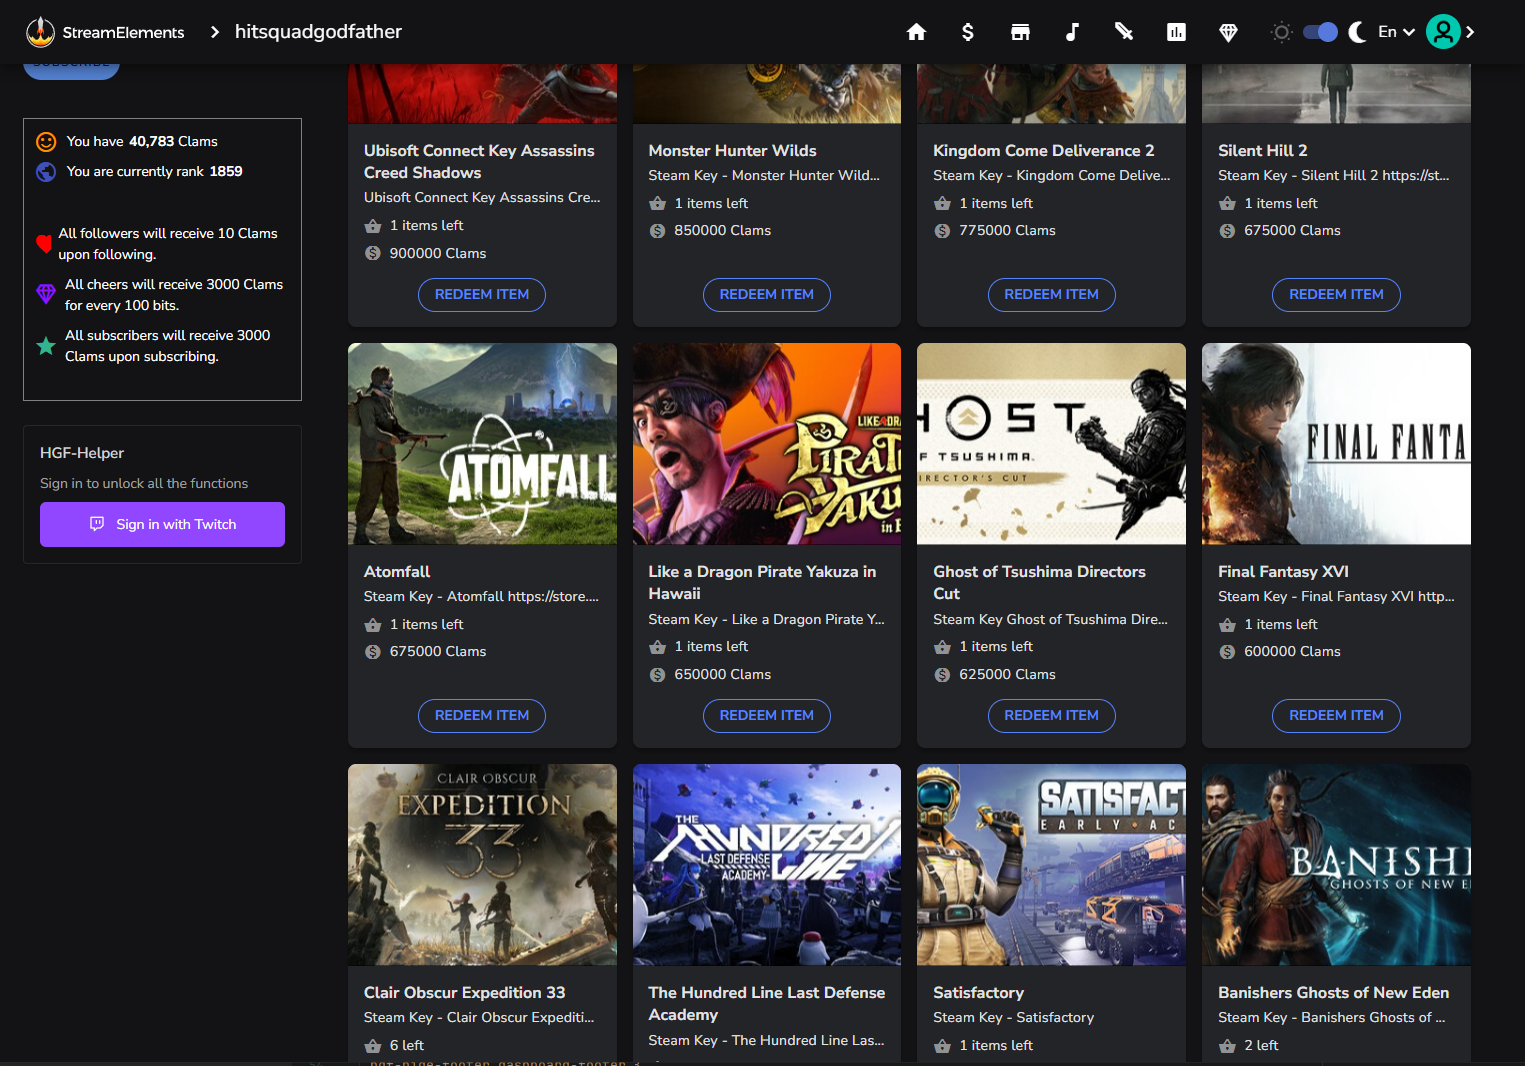 StreamElements
hitsquadgodfather
En
SUBSCRIBE
You have 40,783 Clams
You are currently rank 1859
All followers will receive 10 Clams
upon following.
All cheers will receive 3000 Clams
for every 100 bits.
All subscribers will receive 3000
Clams upon subscribing.
HGF-Helper
Sign in to unlock all the functions
Sign in with Twitch
Ubisoft Connect Key Assassins
Creed Shadows
Ubisoft Connect Key Assassins Cre...
1 items left
900000 Clams
REDEEM ITEM
Monster Hunter Wilds
Steam Key - Monster Hunter Wild...
1 items left
850000 Clams
REDEEM ITEM
Kingdom Come Deliverance 2
Steam Key - Kingdom Come Delive...
1 items left
775000 Clams
REDEEM ITEM
Silent Hill 2
Steam Key - Silent Hill 2 https://st...
1 items left
675000 Clams
REDEEM ITEM
ATOMFALL
Atomfall
Steam Key - Atomfall https://store....
1 items left
675000 Clams
REDEEM ITEM
LIKE A DRA
PIRAT
YAKU
in
Like a Dragon Pirate Yakuza in
Hawaii
Steam Key - Like a Dragon Pirate Y...
1 items left
650000 Clams
REDEEM ITEM
HOST
F TSUSHIMA
IRECTOR'S CUT
Ghost of Tsushima Directors
Cut
Steam Key Ghost of Tsushima Dire...
1 items left
625000 Clams
REDEEM ITEM
FINAL FANTA
Final Fantasy XVI
Steam Key - Final Fantasy XVI http...
1 items left
600000 Clams
REDEEM ITEM
CLAIR OBSCUR
EXPEDITION
33
Clair Obscur Expedition 33
Steam Key - Clair Obscur Expediti...
6 left
THE
HUNDRED
LAST DEFENSE
ACADEMY-
LINE
The Hundred Line Last Defense
Academy
Steam Key - The Hundred Line Las...
SATISFACT
EARLY • AC
Satisfactory
Steam Key - Satisfactory
1 items left
BANISH
GHOSTS OF NEW E
Banishers Ghosts of New Eden
Steam Key - Banishers Ghosts of ...
2 left